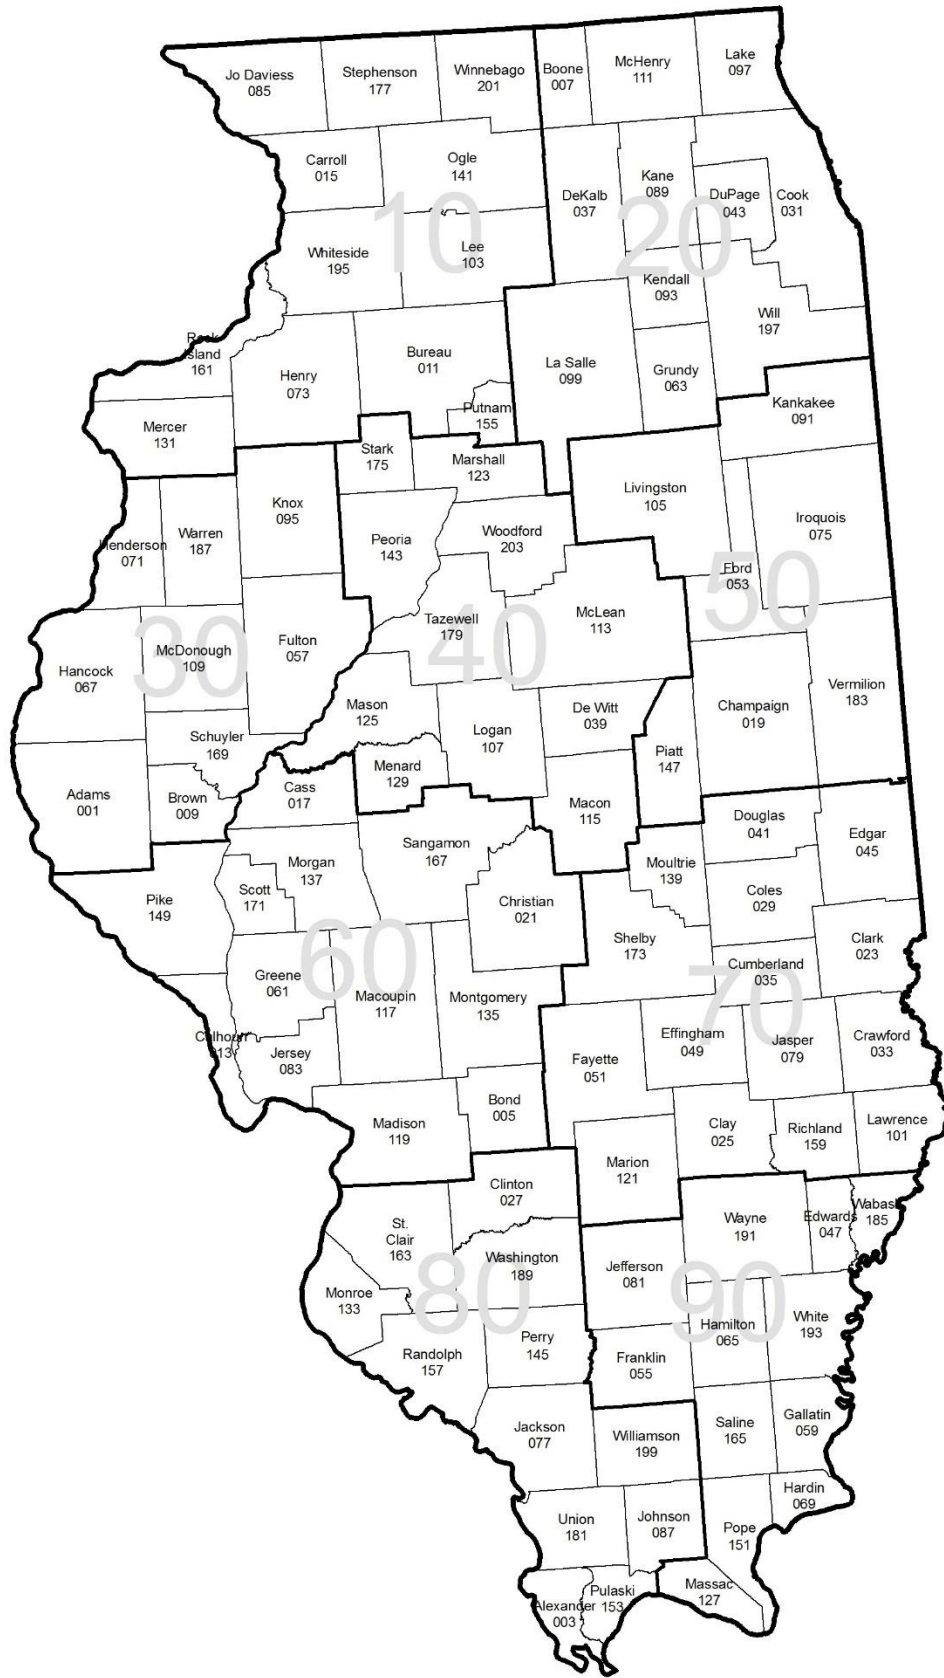 Jo Daviess
085
Stephenson
177
Winnebago
201
Boone
007
McHenry
111
Lake
097
Carroll
015
Ogle
141
DeKalb
037
Kane
089
DuPage
043
Cook
031
10
20
Whiteside
195
Lee
103
Kendall
093
Will
197
Rock
Island
161
Henry
073
Bureau
011
Putnam
155
La Salle
099
Grundy
063
Kankakee
091
Mercer
131
Stark
175
Marshall
123
Henderson
071
Warren
187
Knox
095
Peoria
143
Woodford
203
Livingston
105
Iroquois
075
Ford
053
50
Hancock
067
McDonough
109
30
Fulton
057
Tazewell
179
40
McLean
113
Schuyler
169
Mason
125
Logan
107
De Witt
039
Piatt
147
Champaign
019
Vermilion
183
Adams
001
Brown
009
Cass
017
Menard
129
Macon
115
Douglas
041
Edgar
045
Pike
149
Scott
171
Morgan
137
Sangamon
167
Christian
021
Moultrie
139
Coles
029
Shelby
173
Cumberland
035
Clark
023
60
70
Greene
061
Macoupin
117
Montgomery
135
Calhoun
013
Jersey
083
Fayette
051
Effingham
049
Jasper
079
Crawford
033
Madison
119
Bond
005
Clay
025
Richland
159
Lawrence
101
Marion
121
Clinton
027
Wayne
191
Edwards
047
Wabash
185
St.
Clair
163
Washington
189
Jefferson
081
80
90
Monroe
133
Hamilton
065
White
193
Randolph
157
Perry
145
Franklin
055
Jackson
077
Williamson
199
Saline
165
Gallatin
059
Hardin
069
Union
181
Johnson
087
Pope
151
Alexander
003
Pulaski
153
Massac
127